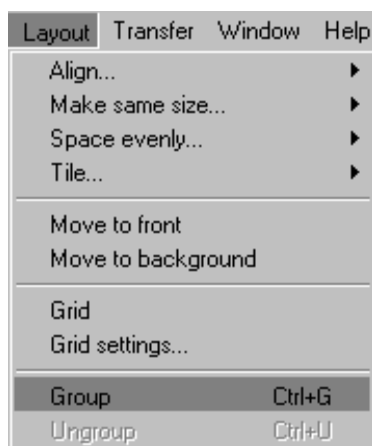 Layout Transfer Window Help
Align...
Make same size...
Space evenly...
Tile...
Move to front
Move to background
Grid
Grid settings...
Group Ctrl+G
Ungroup Ctrl+U